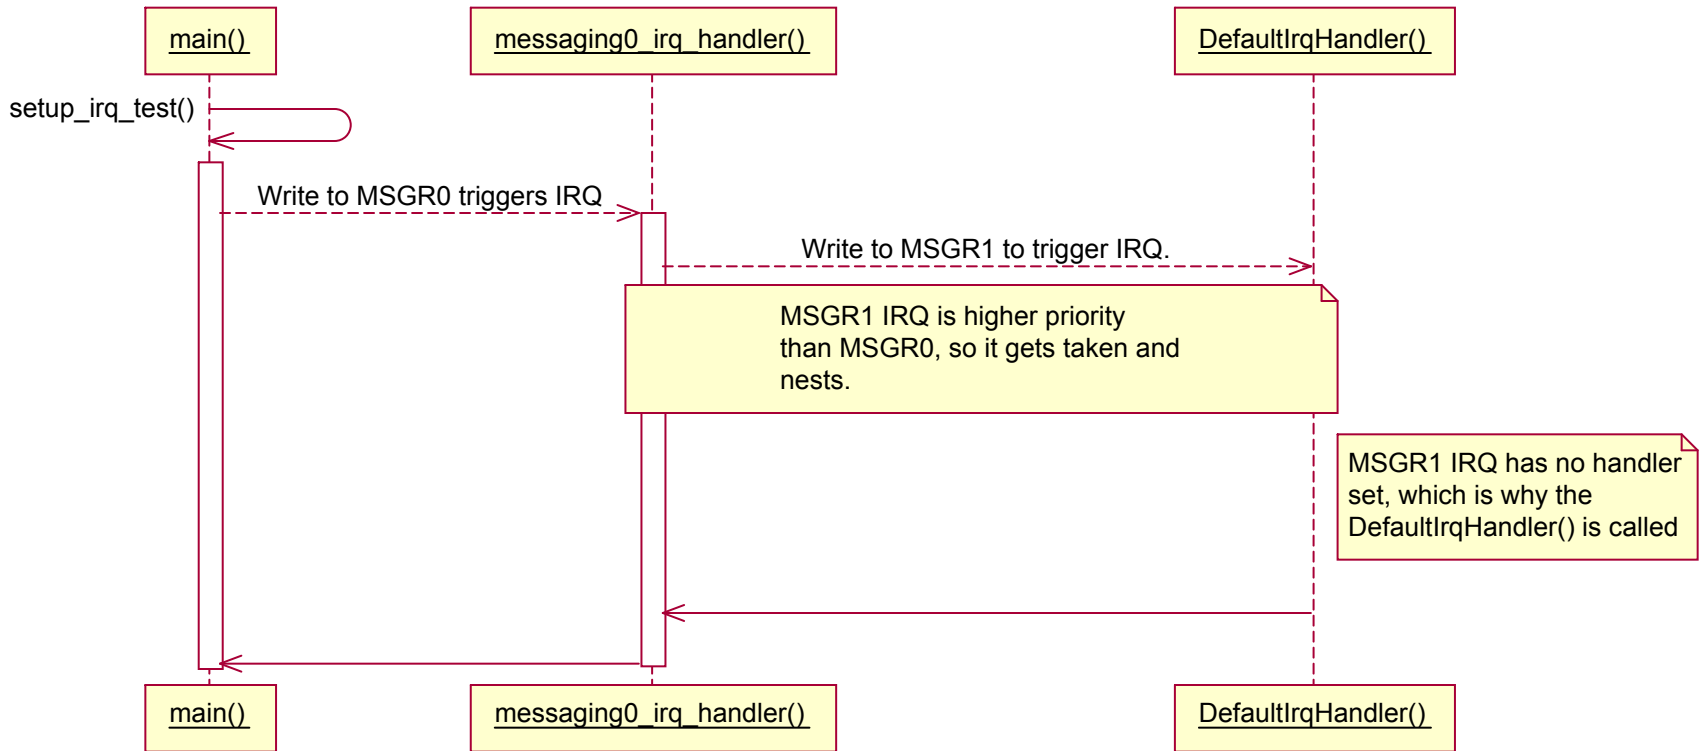 main()
messaging0_irq_handler()
DefaultIrqHandler()
setup_irq_test()
Write to MSGR0 triggers IRQ
Write to MSGR1 to trigger IRQ.
MSGR1 IRQ is higher priority
than MSGR0, so it gets taken and
nests.
MSGR1 IRQ has no handler
set, which is why the
DefaultIrqHandler() is called
main()
messaging0_irq_handler()
DefaultIrqHandler()